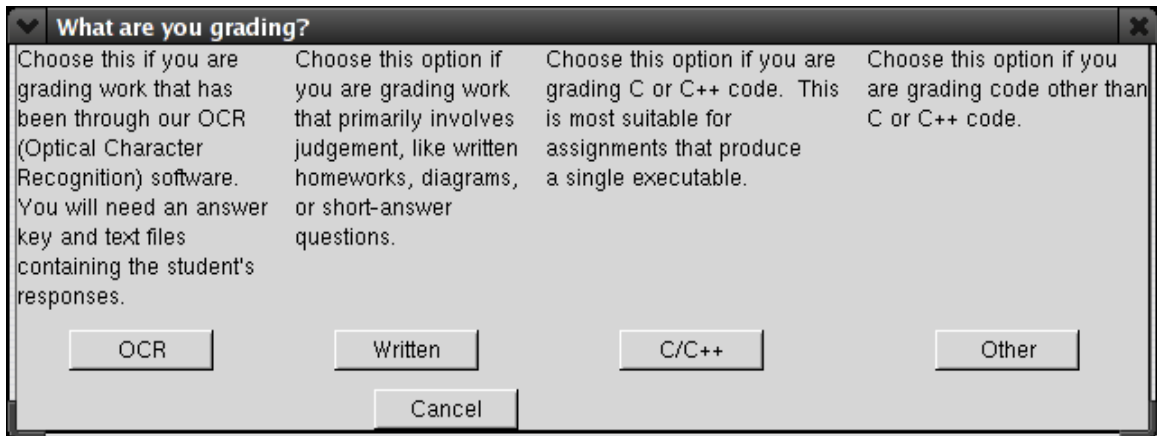 What are you grading?
Choose this if you are
grading work that has
been through our OCR
(Optical Character
Recognition) software.
You will need an answer
key and text files
containing the student's
responses.
Choose this option if
you are grading work
that primarily involves
judgement, like written
homeworks, diagrams,
or short-answer
questions.
Choose this option if you are
grading C or C++ code.  This
is most suitable for
assignments that produce
a single executable.
Choose this option if you
are grading code other than
C or C++ code.
OCR
Written
C/C++
Other
Cancel